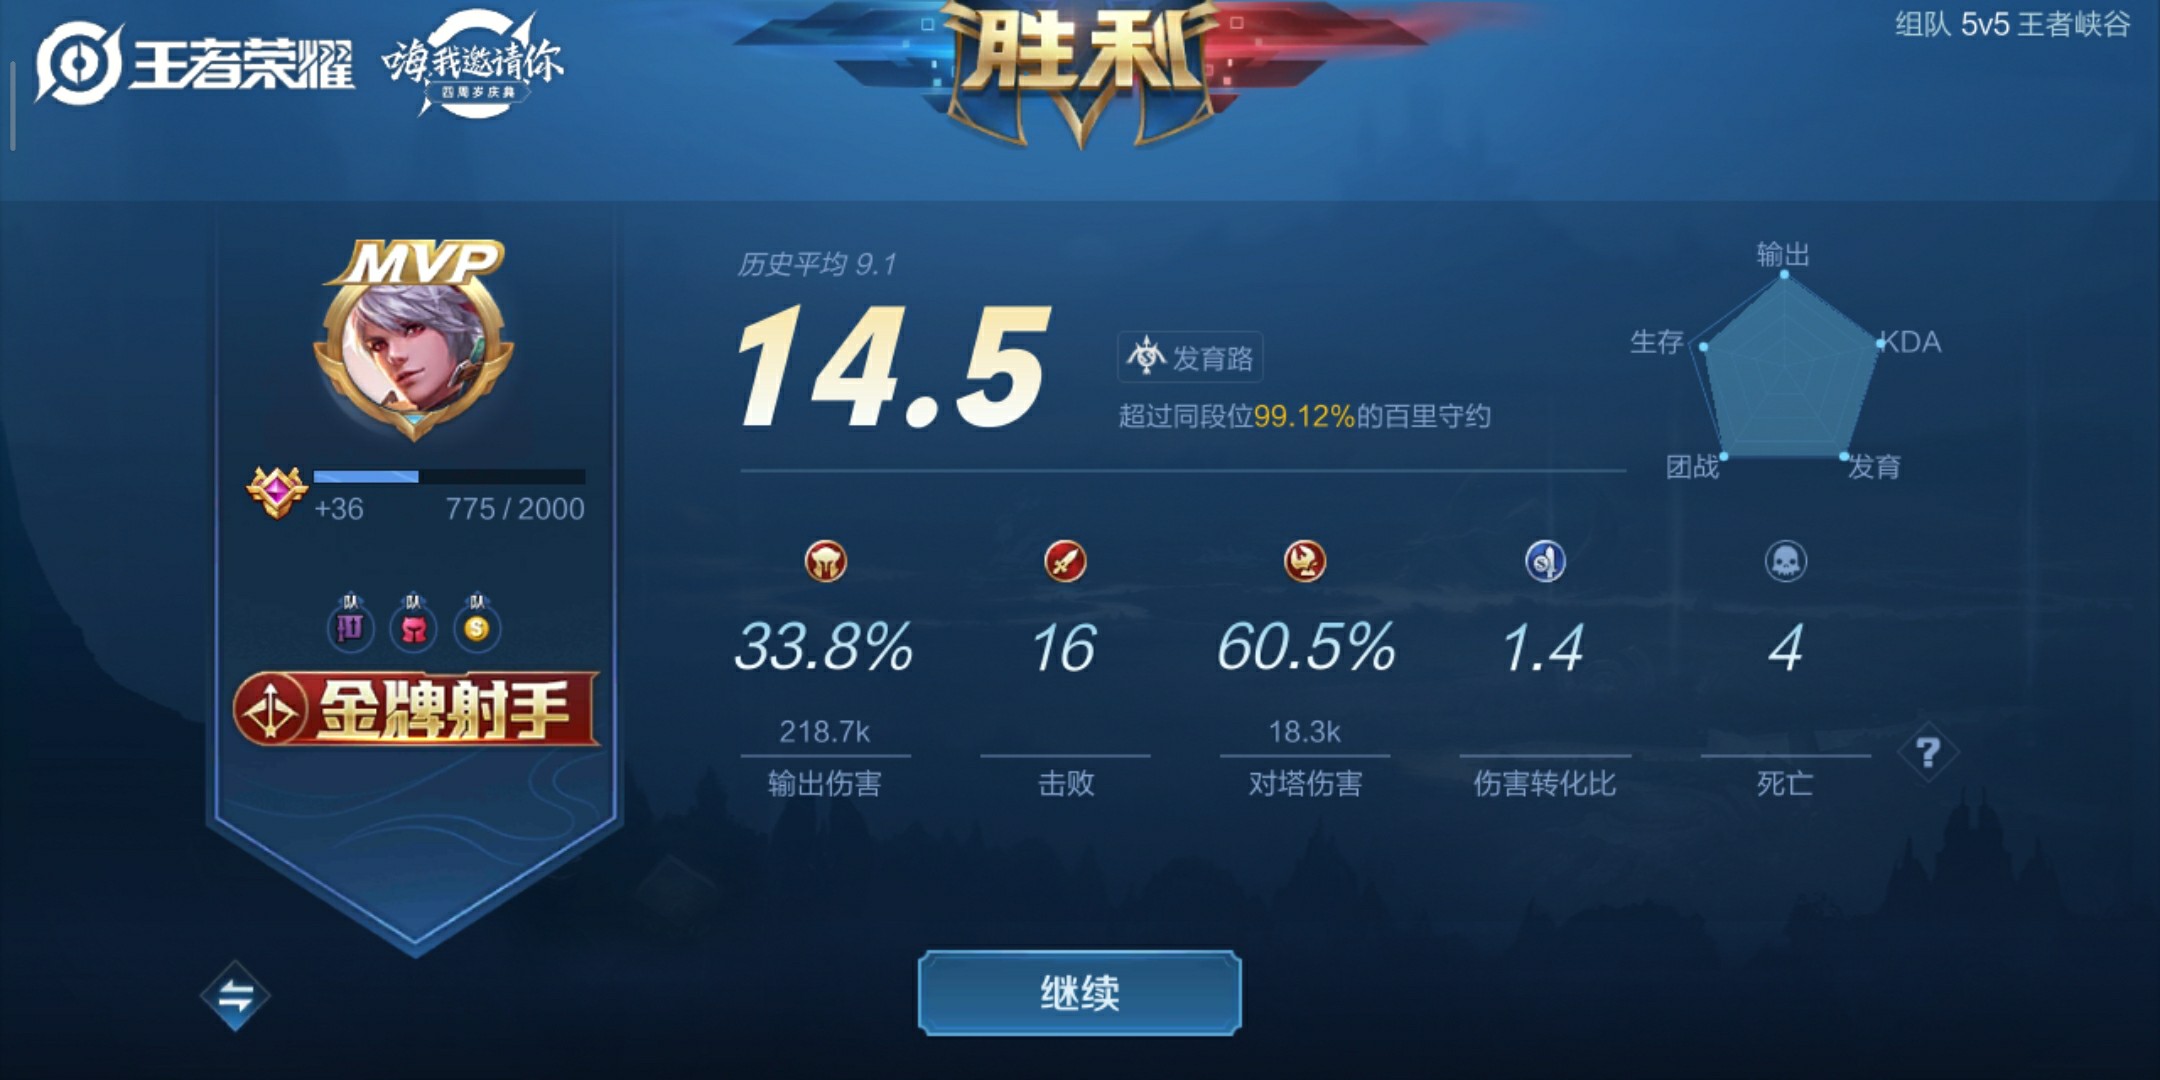 王者荣耀
嗨,我邀请你
四周岁庆典
胜利
组队 5v5 王者峡谷
MVP
+36
775 / 2000
队
队
队
金牌射手
历史平均 9.1
14.5
发育路
超过同段位99.12%的百里守约
输出
KDA
发育
团战
生存
33.8%
16
60.5%
1.4
4
218.7k
18.3k
输出伤害
击败
对塔伤害
伤害转化比
死亡
?
继续